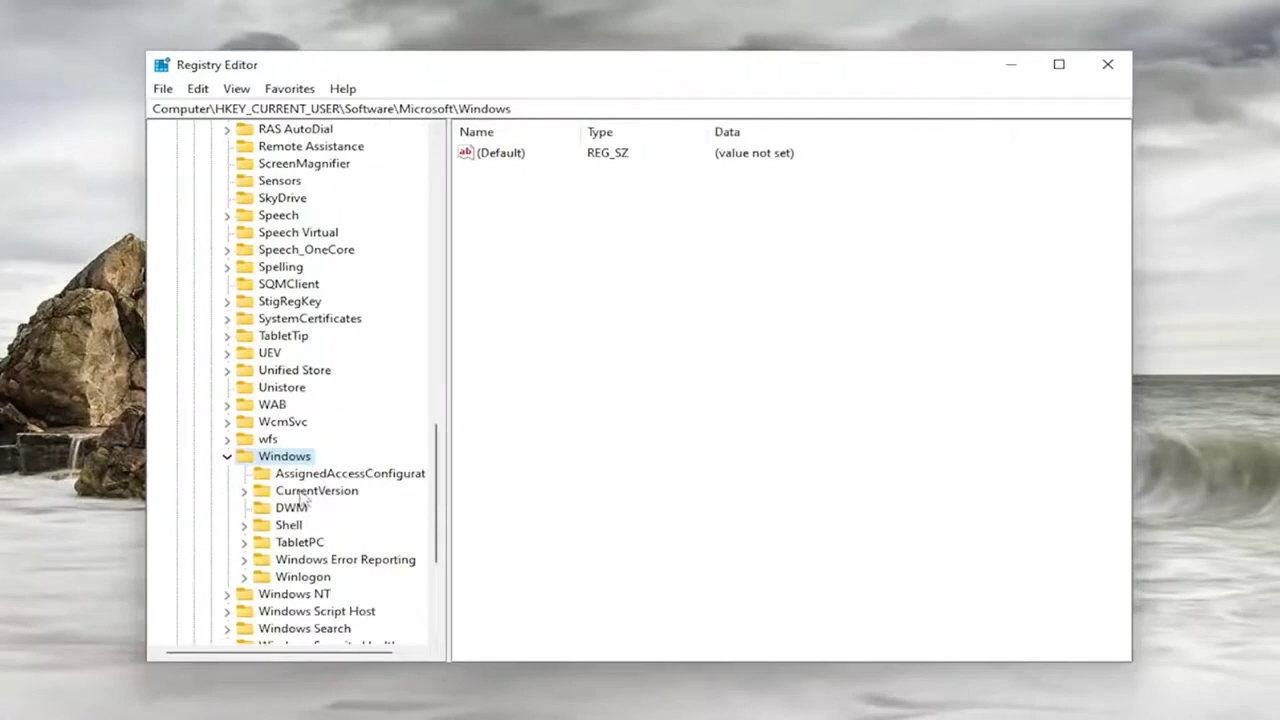 Registry Editor
File Edit View Favorites Help
Computer\HKEY_CURRENT_USER\Software\Microsoft\Windows
Name Type Data
ab (Default) REG_SZ (value not set)
RAS AutoDial
Remote Assistance
ScreenMagnifier
Sensors
SkyDrive
Speech
Speech Virtual
Speech_OneCore
Spelling
SQMClient
StigRegKey
SystemCertificates
TabletTip
UEV
Unified Store
Unistore
WAB
WcmSvc
wfs
Windows
AssignedAccessConfigurat
CurrentVersion
DWM
Shell
TabletPC
Windows Error Reporting
Winlogon
Windows NT
Windows Script Host
Windows Search